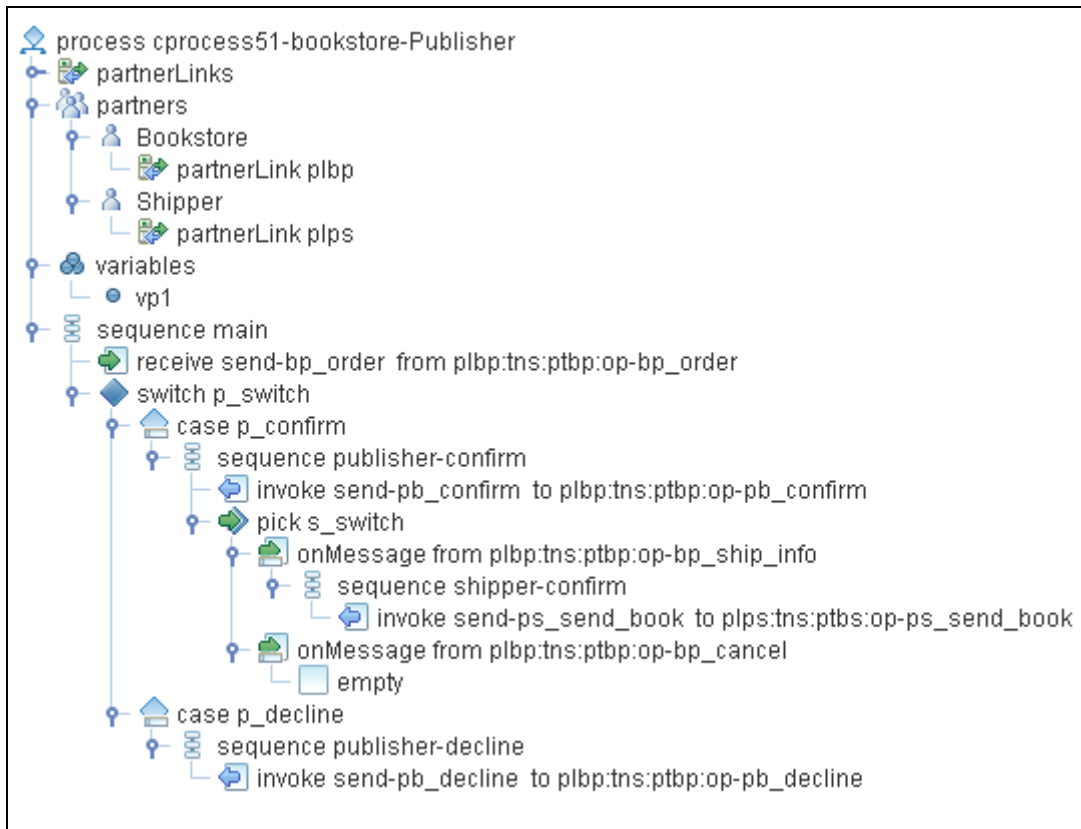 process cprocess51-bookstore-Publisher
partnerLinks
partners
Bookstore
partnerLink plbp
Shipper
partnerLink plps
variables
vp1
sequence main
receive send-bp_order from plbp:tns:ptbp:op-bp_order
switch p_switch
case p_confirm
sequence publisher-confirm
invoke send-pb_confirm to plbp:tns:ptbp:op-pb_confirm
pick s_switch
onMessage from plbp:tns:ptbp:op-bp_ship_info
sequence shipper-confirm
invoke send-ps_send_book to plps:tns:ptbs:op-ps_send_book
onMessage from plbp:tns:ptbp:op-bp_cancel
empty
case p_decline
sequence publisher-decline
invoke send-pb_decline to plbp:tns:ptbp:op-pb_decline